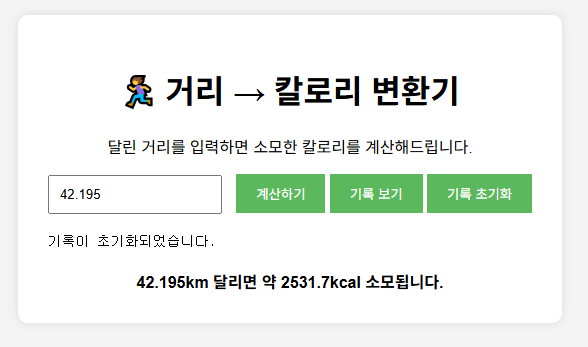 🏃 거리 → 칼로리 변환기
달린 거리를 입력하면 소모한 칼로리를 계산해드립니다.
42.195 계산하기 기록 보기 기록 초기화
기록이 초기화되었습니다.
42.195km 달리면 약 2531.7kcal 소모됩니다.